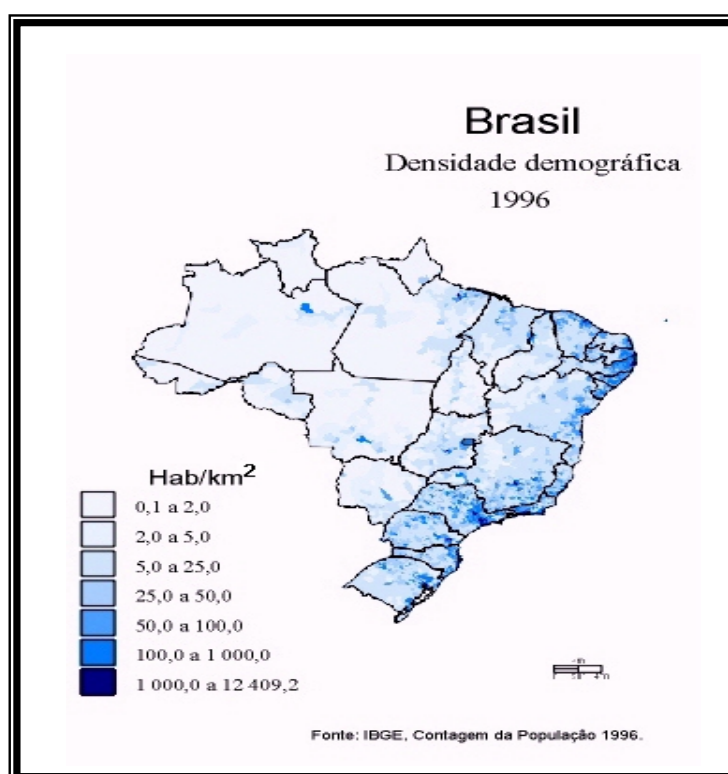 Brasil
Densidade demográfica
1996
Hab/km²
0,1 a 2,0
2,0 a 5,0
5,0 a 25,0
25,0 a 50,0
50,0 a 100,0
100,0 a 1 000,0
1 000,0 a 12 409,2
Fonte: IBGE, Contagem da População 1996.